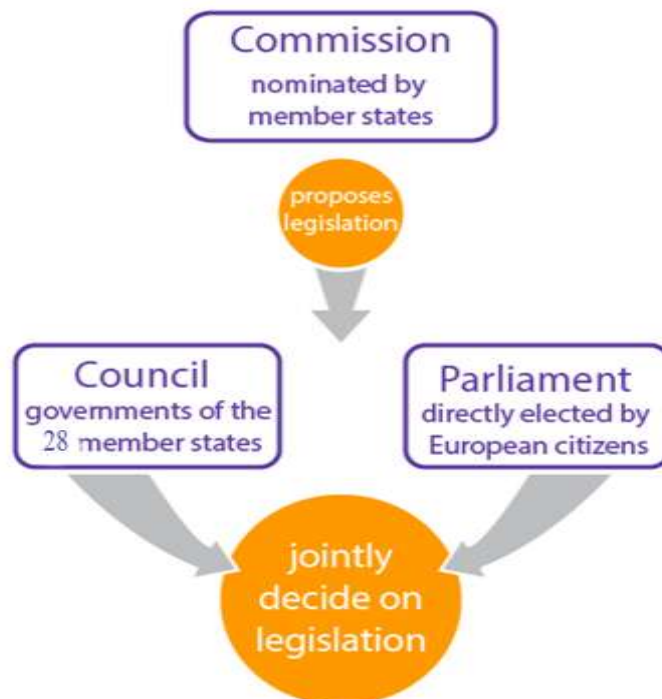 Commission
nominated by
member states
proposes
legislation
Council
governments of the
28 member states
Parliament
directly elected by
European citizens
jointly
decide on
legislation